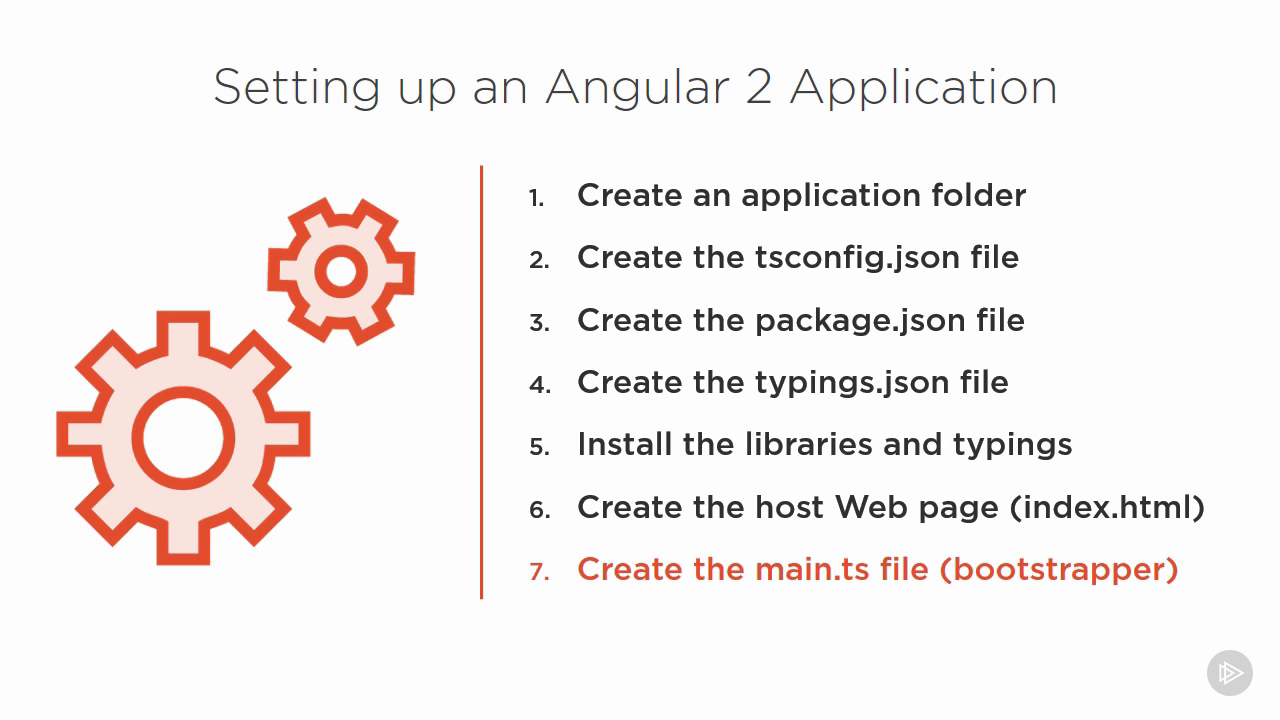 Setting up an Angular 2 Application
1. Create an application folder
2. Create the tsconfig.json file
3. Create the package.json file
4. Create the typings.json file
5. Install the libraries and typings
6. Create the host Web page (index.html)
7. Create the main.ts file (bootstrapper)